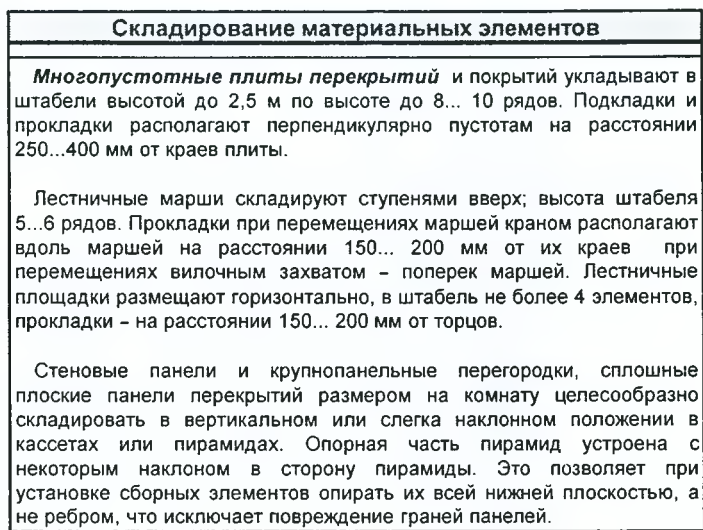 Складирование материальных элементов
Многопустотные плиты перекрытий и покрытий укладывают в
штабели высотой до 2,5 м по высоте до 8... 10 рядов. Подкладки и
прокладки располагают перпендикулярно пустотам на расстоянии
250...400 мм от краев плиты.
Лестничные марши складируют ступенями вверх; высота штабеля
5...6 рядов. Прокладки при перемещениях маршей краном располагают
вдоль маршей на расстоянии 150... 200 мм от их краев при
перемещениях вилочным захватом – поперек маршей. Лестничные
площадки размещают горизонтально, в штабель не более 4 элементов,
прокладки – на расстоянии 150... 200 мм от торцов.
Стеновые панели и крупнопанельные перегородки, сплошные
плоские панели перекрытий размером на комнату целесообразно
складировать в вертикальном или слегка наклонном положении в
кассетах или пирамидах. Опорная часть пирамид устроена с
некоторым наклоном в сторону пирамиды. Это позволяет при
установке сборных элементов опирать их всей нижней плоскостью, а
не ребром, что исключает повреждение граней панелей.